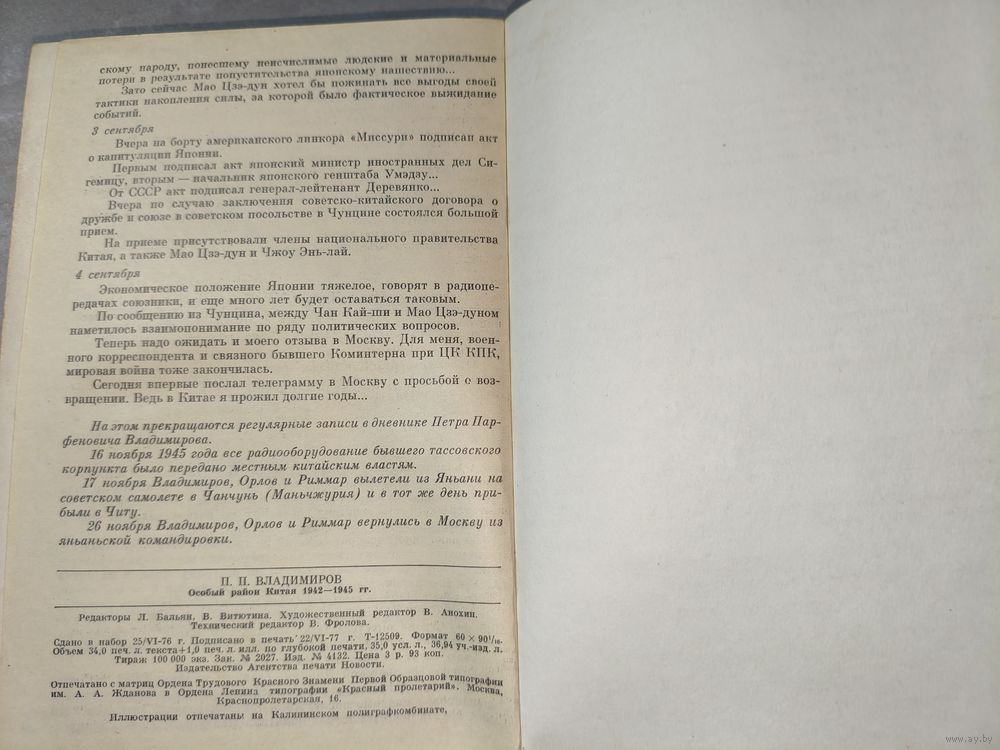 скому народу, понесшему неисчислимые людские и материальные
потери в результате попустительства японскому нашествию...
Зато сейчас Мао Цзэ-дун хотел бы пожинать все выгоды своей
тактики накопления силы, за которой было фактическое выжидание
событий.
3 сентября
Вчера на борту американского линкора «Миссури» подписан акт
о капитуляции Японии.
Первым подписал акт японский министр иностранных дел Си-
гемицу, вторым — начальник японского генштаба Умэдзу...
От СССР акт подписал генерал-лейтенант Деревянко...
Вчера по случаю заключения советско-китайского договора о
дружбе и союзе в советском посольстве в Чунцине состоялся большой
прием.
На приеме присутствовали члены национального правительства
Китая, а также Мао Цзэ-дун и Чжоу Энь-лай.
4 сентября
Экономическое положение Японии тяжелое, говорят в радиопе-
редачах союзники, и еще много лет будет оставаться таковым.
По сообщению из Чунцина, между Чан Кай-ши и Мао Цзэ-дуном
наметилось взаимопонимание по ряду политических вопросов.
Теперь надо ожидать и моего отзыва в Москву. Для меня, воен-
ного корреспондента и связного бывшего Коминтерна при ЦК КПК,
мировая война тоже закончилась.
Сегодня впервые послал телеграмму в Москву с просьбой о воз-
вращении. Ведь в Китае я прожил долгие годы...
На этом прекращаются регулярные записи в дневнике Петра Пар-
феновича Владимирова.
16 ноября 1945 года все радиооборудование бывшего тассовского
корпункта было передано местным китайским властям.
17 ноября Владимиров, Орлов и Риммар вылетели из Яньани на
советском самолете в Чанчунь (Маньчжурия) и в тот же день при-
были в Читу.
26 ноября Владимиров, Орлов и Риммар вернулись в Москву из
яньаньской командировки.
П. П. ВЛАДИМИРОВ
Особый район Китая 1942—1945 гг.
Редакторы Л. Бальян, В. Витютина. Художественный редактор В. Анохин.
Технический редактор В. Фролова.
Сдано в набор 25/VI-76 г. Подписано в печать 22/VI-77 г. Т-12509. Формат 60 × 90 1/16.
Объем 34,0 печ. л. текста+1,0 печ. л. илл. по глубокой печати, 35,0 усл. л., 36,94 уч.-изд. л.
Тираж 100 000 экз. Зак. № 2027. Изд. № 4132. Цена 3 р. 93 коп.
Издательство Агентства печати Новости.
Отпечатано с матриц Ордена Трудового Красного Знамени Первой Образцовой типографии
им. А. А. Жданова в Ордена Ленина типографии «Красный пролетарий». Москва,
Краснопролетарская, 16.
Иллюстрации отпечатаны на Калининском полиграфкомбинате,
www.ay.by